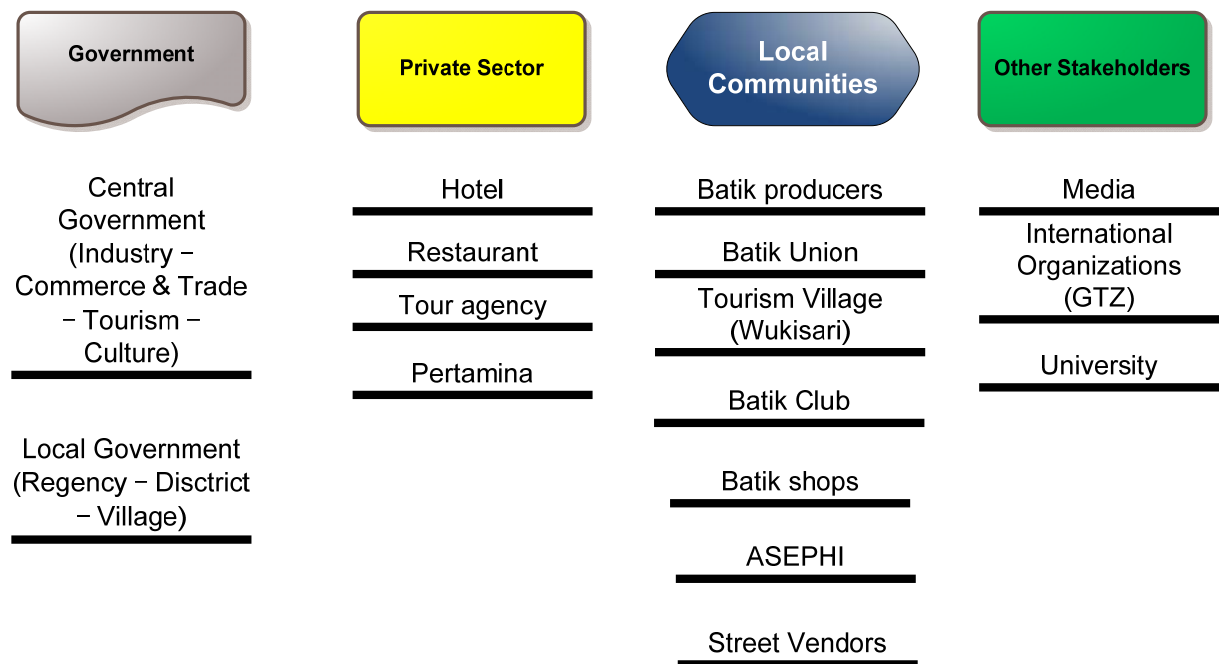 Government
Central
Government
(Industry –
Commerce & Trade
– Tourism –
Culture)
Local Government
(Regency – Disctrict
– Village)
Private Sector
Hotel
Restaurant
Tour agency
Pertamina
Local
Communities
Batik producers
Batik Union
Tourism Village
(Wukisari)
Batik Club
Batik shops
ASEPHI
Street Vendors
Other Stakeholders
Media
International
Organizations
(GTZ)
University